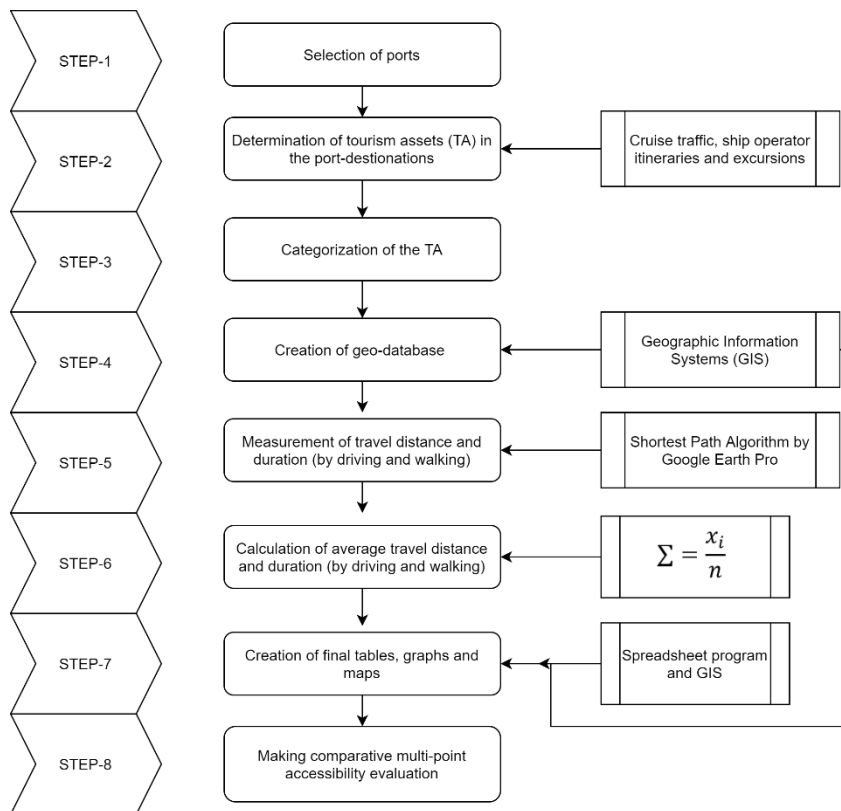 STEP-1
Selection of ports
STEP-2
Determination of tourism assets (TA) in
the port-destionations
Cruise traffic, ship operator
itineraries and excursions
STEP-3
Categorization of the TA
STEP-4
Creation of geo-database
Geographic Information
Systems (GIS)
STEP-5
Measurement of travel distance and
duration (by driving and walking)
Shortest Path Algorithm by
Google Earth Pro
STEP-6
Calculation of average travel distance
and duration (by driving and walking)
Σ = xᵢ/n
STEP-7
Creation of final tables, graphs and
maps
Spreadsheet program
and GIS
STEP-8
Making comparative multi-point
accessibility evaluation